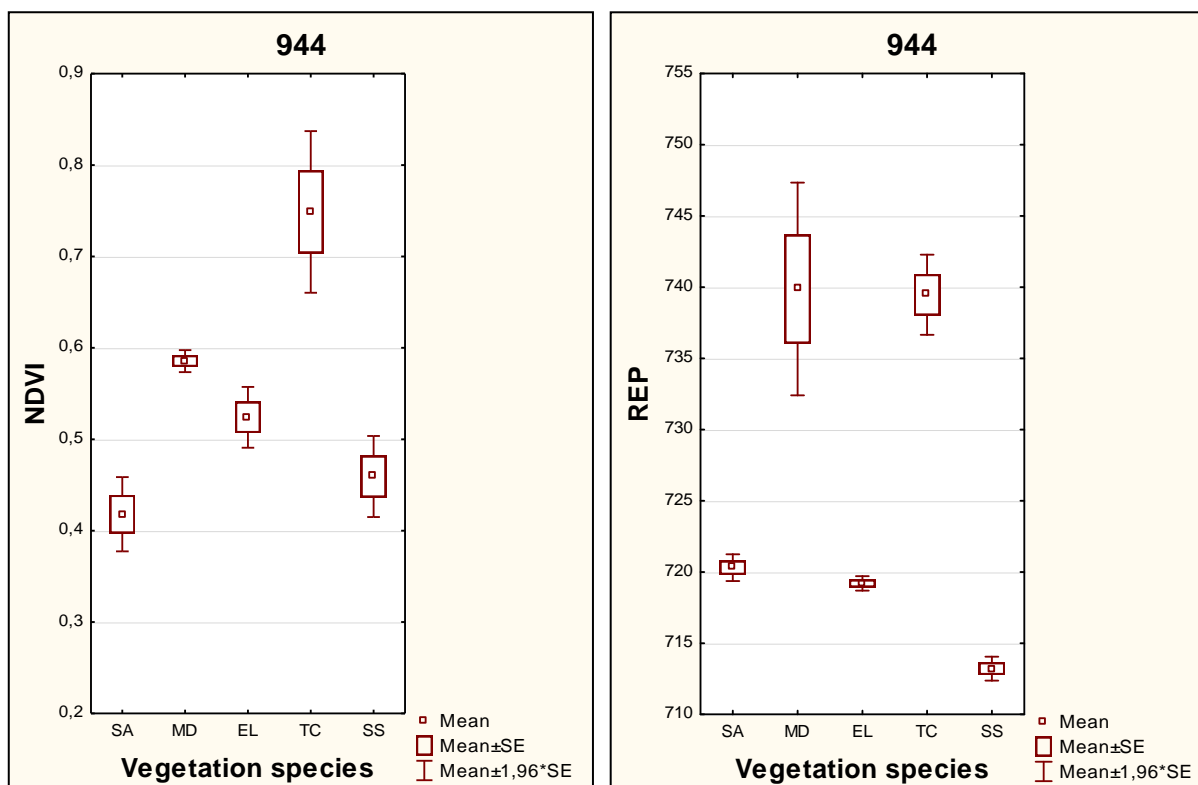 944
0,9
0,8
0,7
0,6
0,5
0,4
0,3
0,2
NDVI
SA MD EL TC SS
Vegetation species
Mean
Mean±SE
Mean±1,96*SE
944
755
750
745
740
735
730
725
720
715
710
REP
SA MD EL TC SS
Vegetation species
Mean
Mean±SE
Mean±1,96*SE